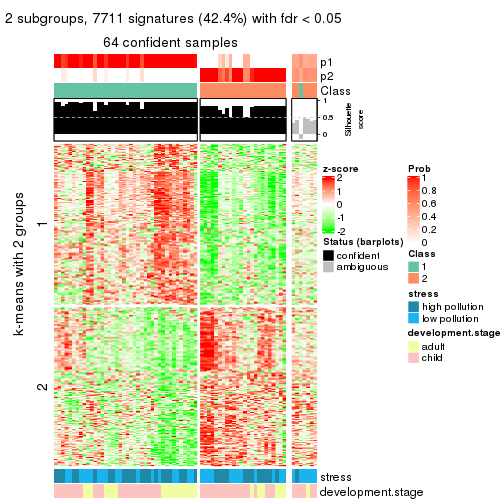 2 subgroups, 7711 signatures (42.4%) with fdr < 0.05
64 confident samples
p1
p2
Class
1
0.5
0
Silhouette
score
k-means with 2 groups
1
2
stress
development.stage
z-score
2
1
0
-1
-2
Status (barplots)
confident
ambiguous
Prob
1
0.8
0.6
0.4
0.2
0
Class
1
2
stress
high pollution
low pollution
development.stage
adult
child